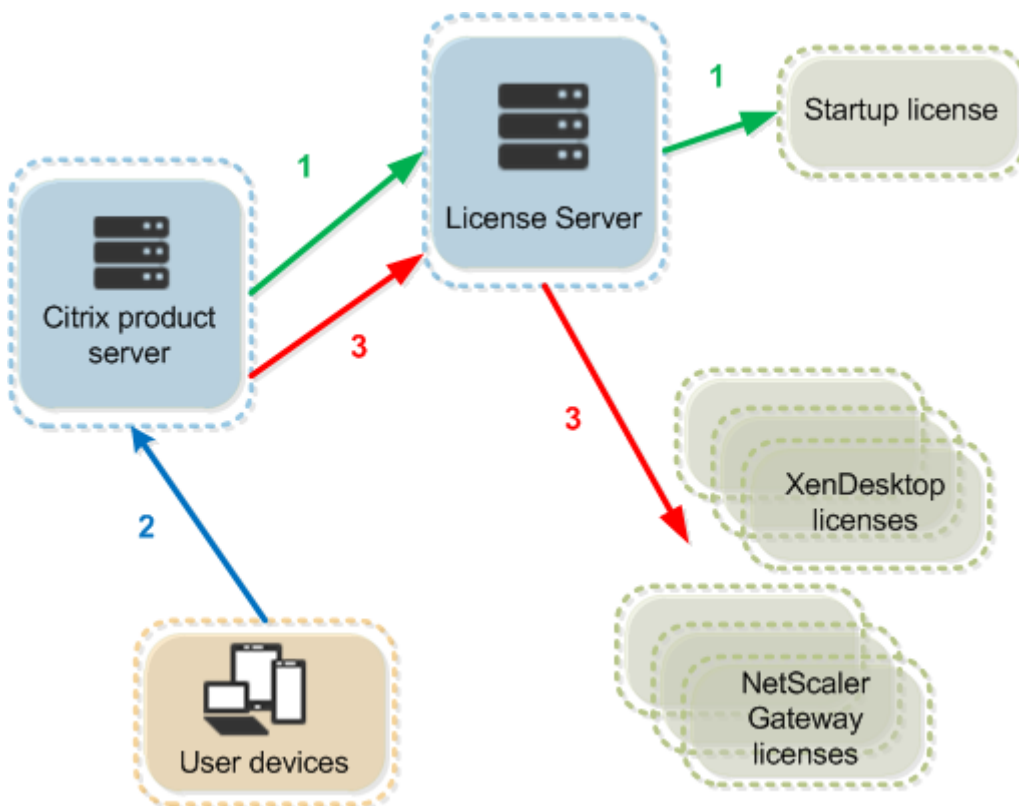 1
Startup license
1
License Server
Citrix product
server
3
3
XenDesktop
licenses
2
NetScaler
Gateway
licenses
User devices